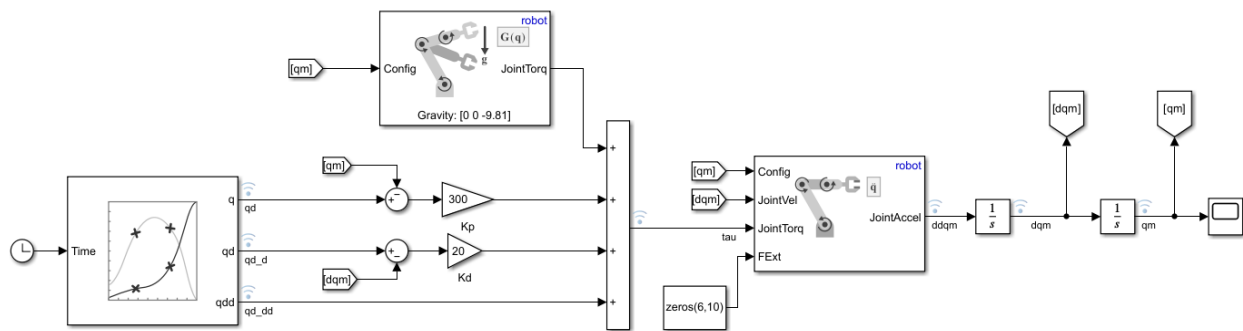 robot
G(q)
g
[qm]
Config
JointTorq
Gravity: [0 0 -9.81]
[dqm]
[qm]
+
[qm]
[qm]
Config
robot
q̈
q
qd
+
−
300
Kp
+
[dqm]
JointVel
JointAccel
ddqm
1
s
dqm
1
s
qm
tau
JointTorq
Time
qd
qd_d
+
−
20
Kd
+
FExt
[dqm]
qdd
qd_dd
+
zeros(6,10)